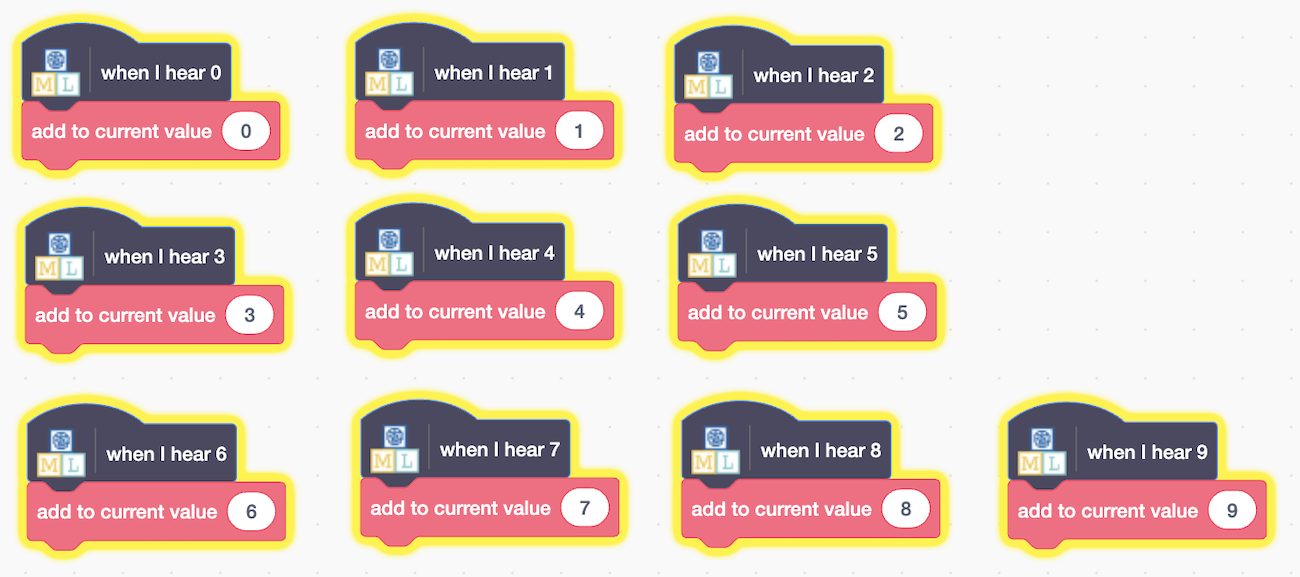 M L when I hear 0
add to current value 0
M L when I hear 1
add to current value 1
M L when I hear 2
add to current value 2
M L when I hear 3
add to current value 3
M L when I hear 4
add to current value 4
M L when I hear 5
add to current value 5
M L when I hear 6
add to current value 6
M L when I hear 7
add to current value 7
M L when I hear 8
add to current value 8
M L when I hear 9
add to current value 9